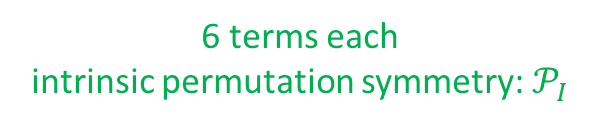 6 terms each
intrinsic permutation symmetry: 𝒫_I